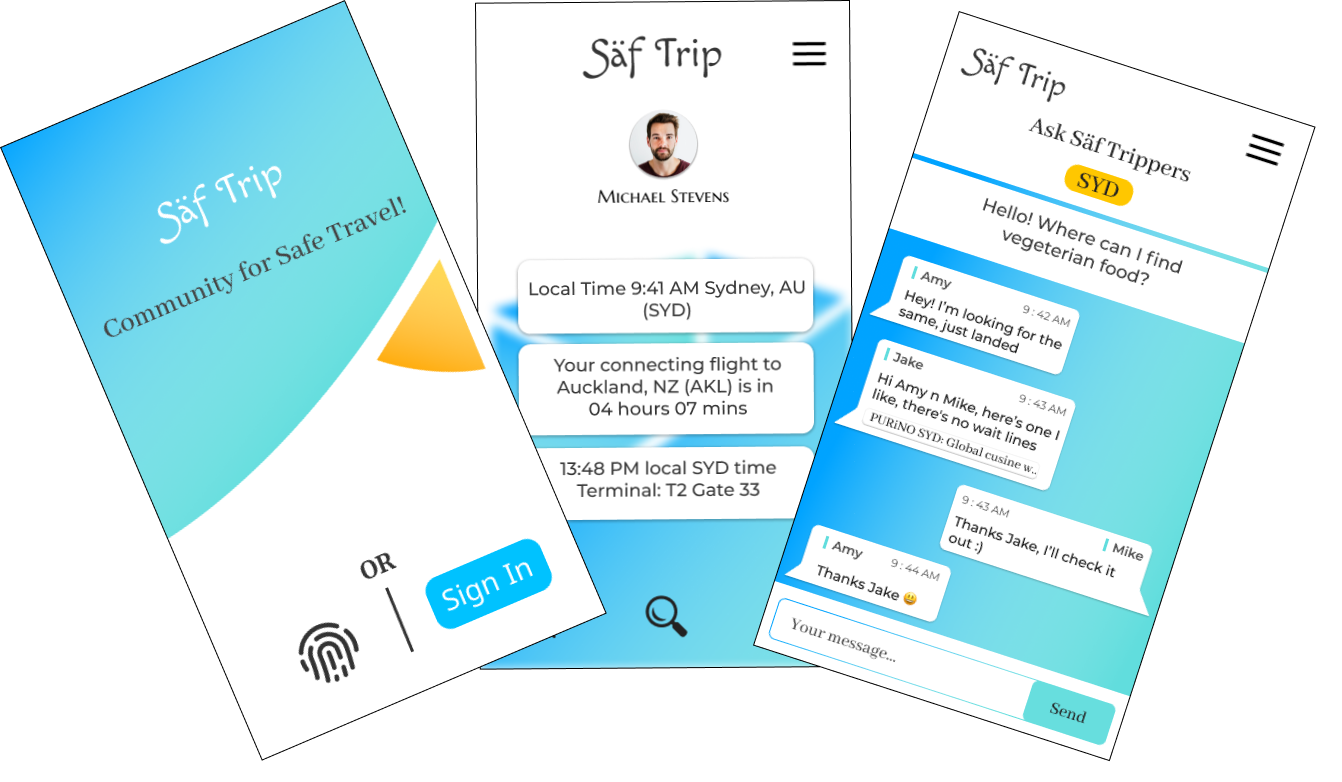 Säf Trip
Community for Safe Travel!
OR
Sign In
Säf Trip
Michael Stevens
Local Time 9:41 AM Sydney, AU
(SYD)
Your connecting flight to
Auckland, NZ (AKL) is in
04 hours 07 mins
13:48 PM local SYD time
Terminal: T2 Gate 33
Säf Trip
Ask Säf Trippers
SYD
Hello! Where can I find
vegeterian food?
Amy
9 : 42 AM
Hey! I'm looking for the
same, just landed
Jake
9 : 43 AM
Hi Amy n Mike, here's one I
like, there's no wait lines
PURiNO SYD: Global cusine w..
9 : 43 AM
Mike
Thanks Jake, I'll check it
out :)
Amy
9 : 44 AM
Thanks Jake 😃
Your message...
Send